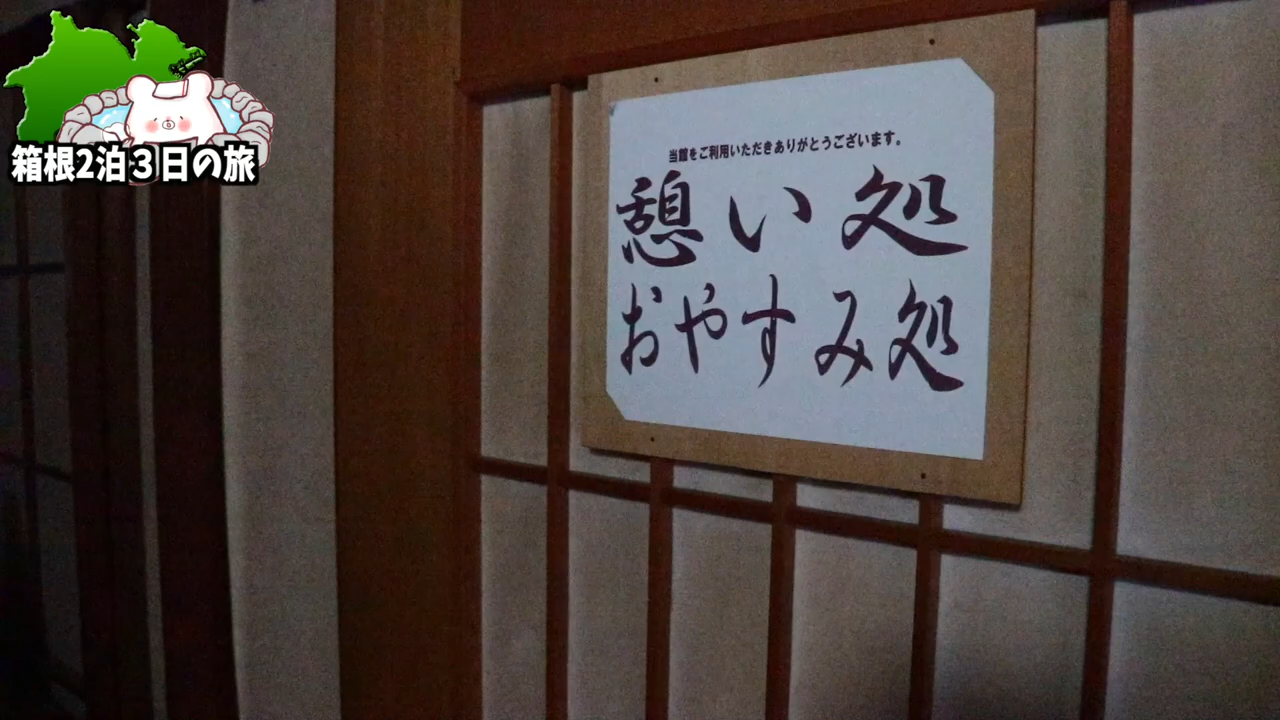 箱根2泊３日の旅
当館をご利用いただきありがとうございます。
憩い処
おやすみ処